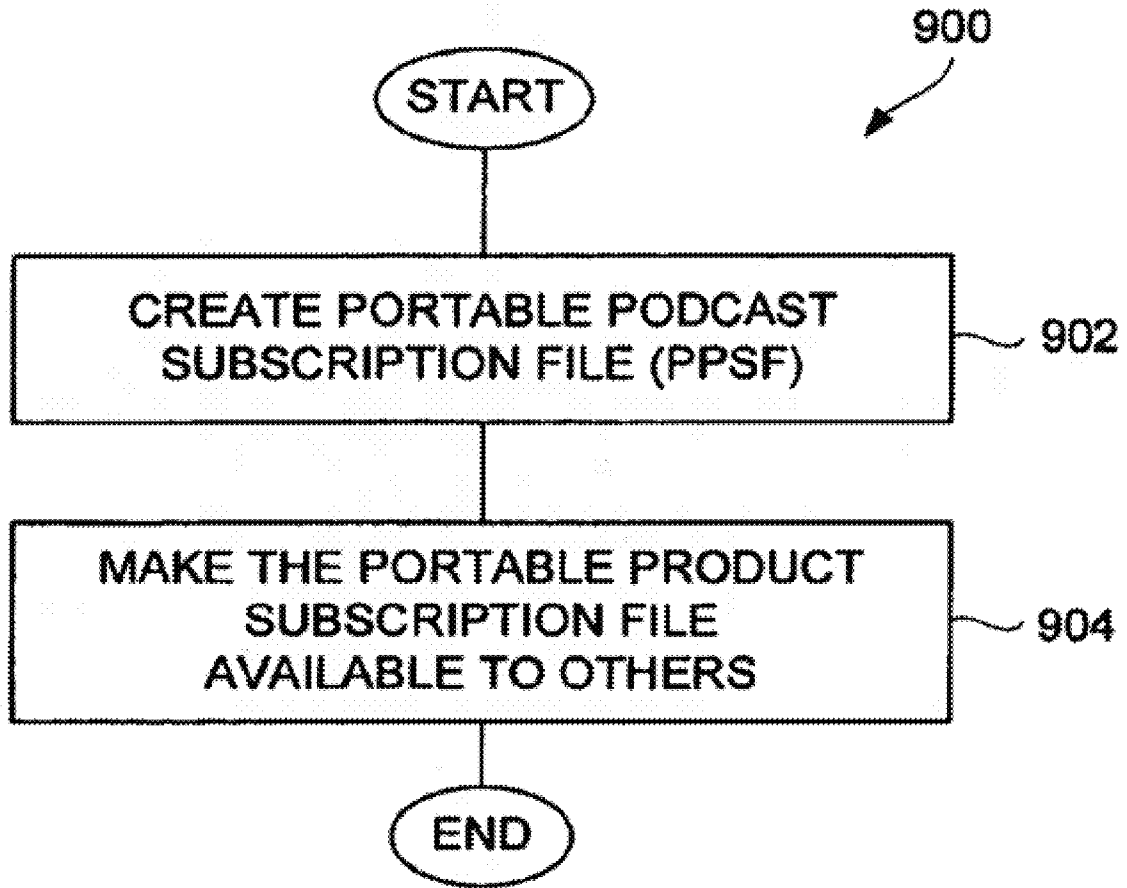 900
START
CREATE PORTABLE PODCAST
SUBSCRIPTION FILE (PPSF)
902
MAKE THE PORTABLE PRODUCT
SUBSCRIPTION FILE
AVAILABLE TO OTHERS
904
END